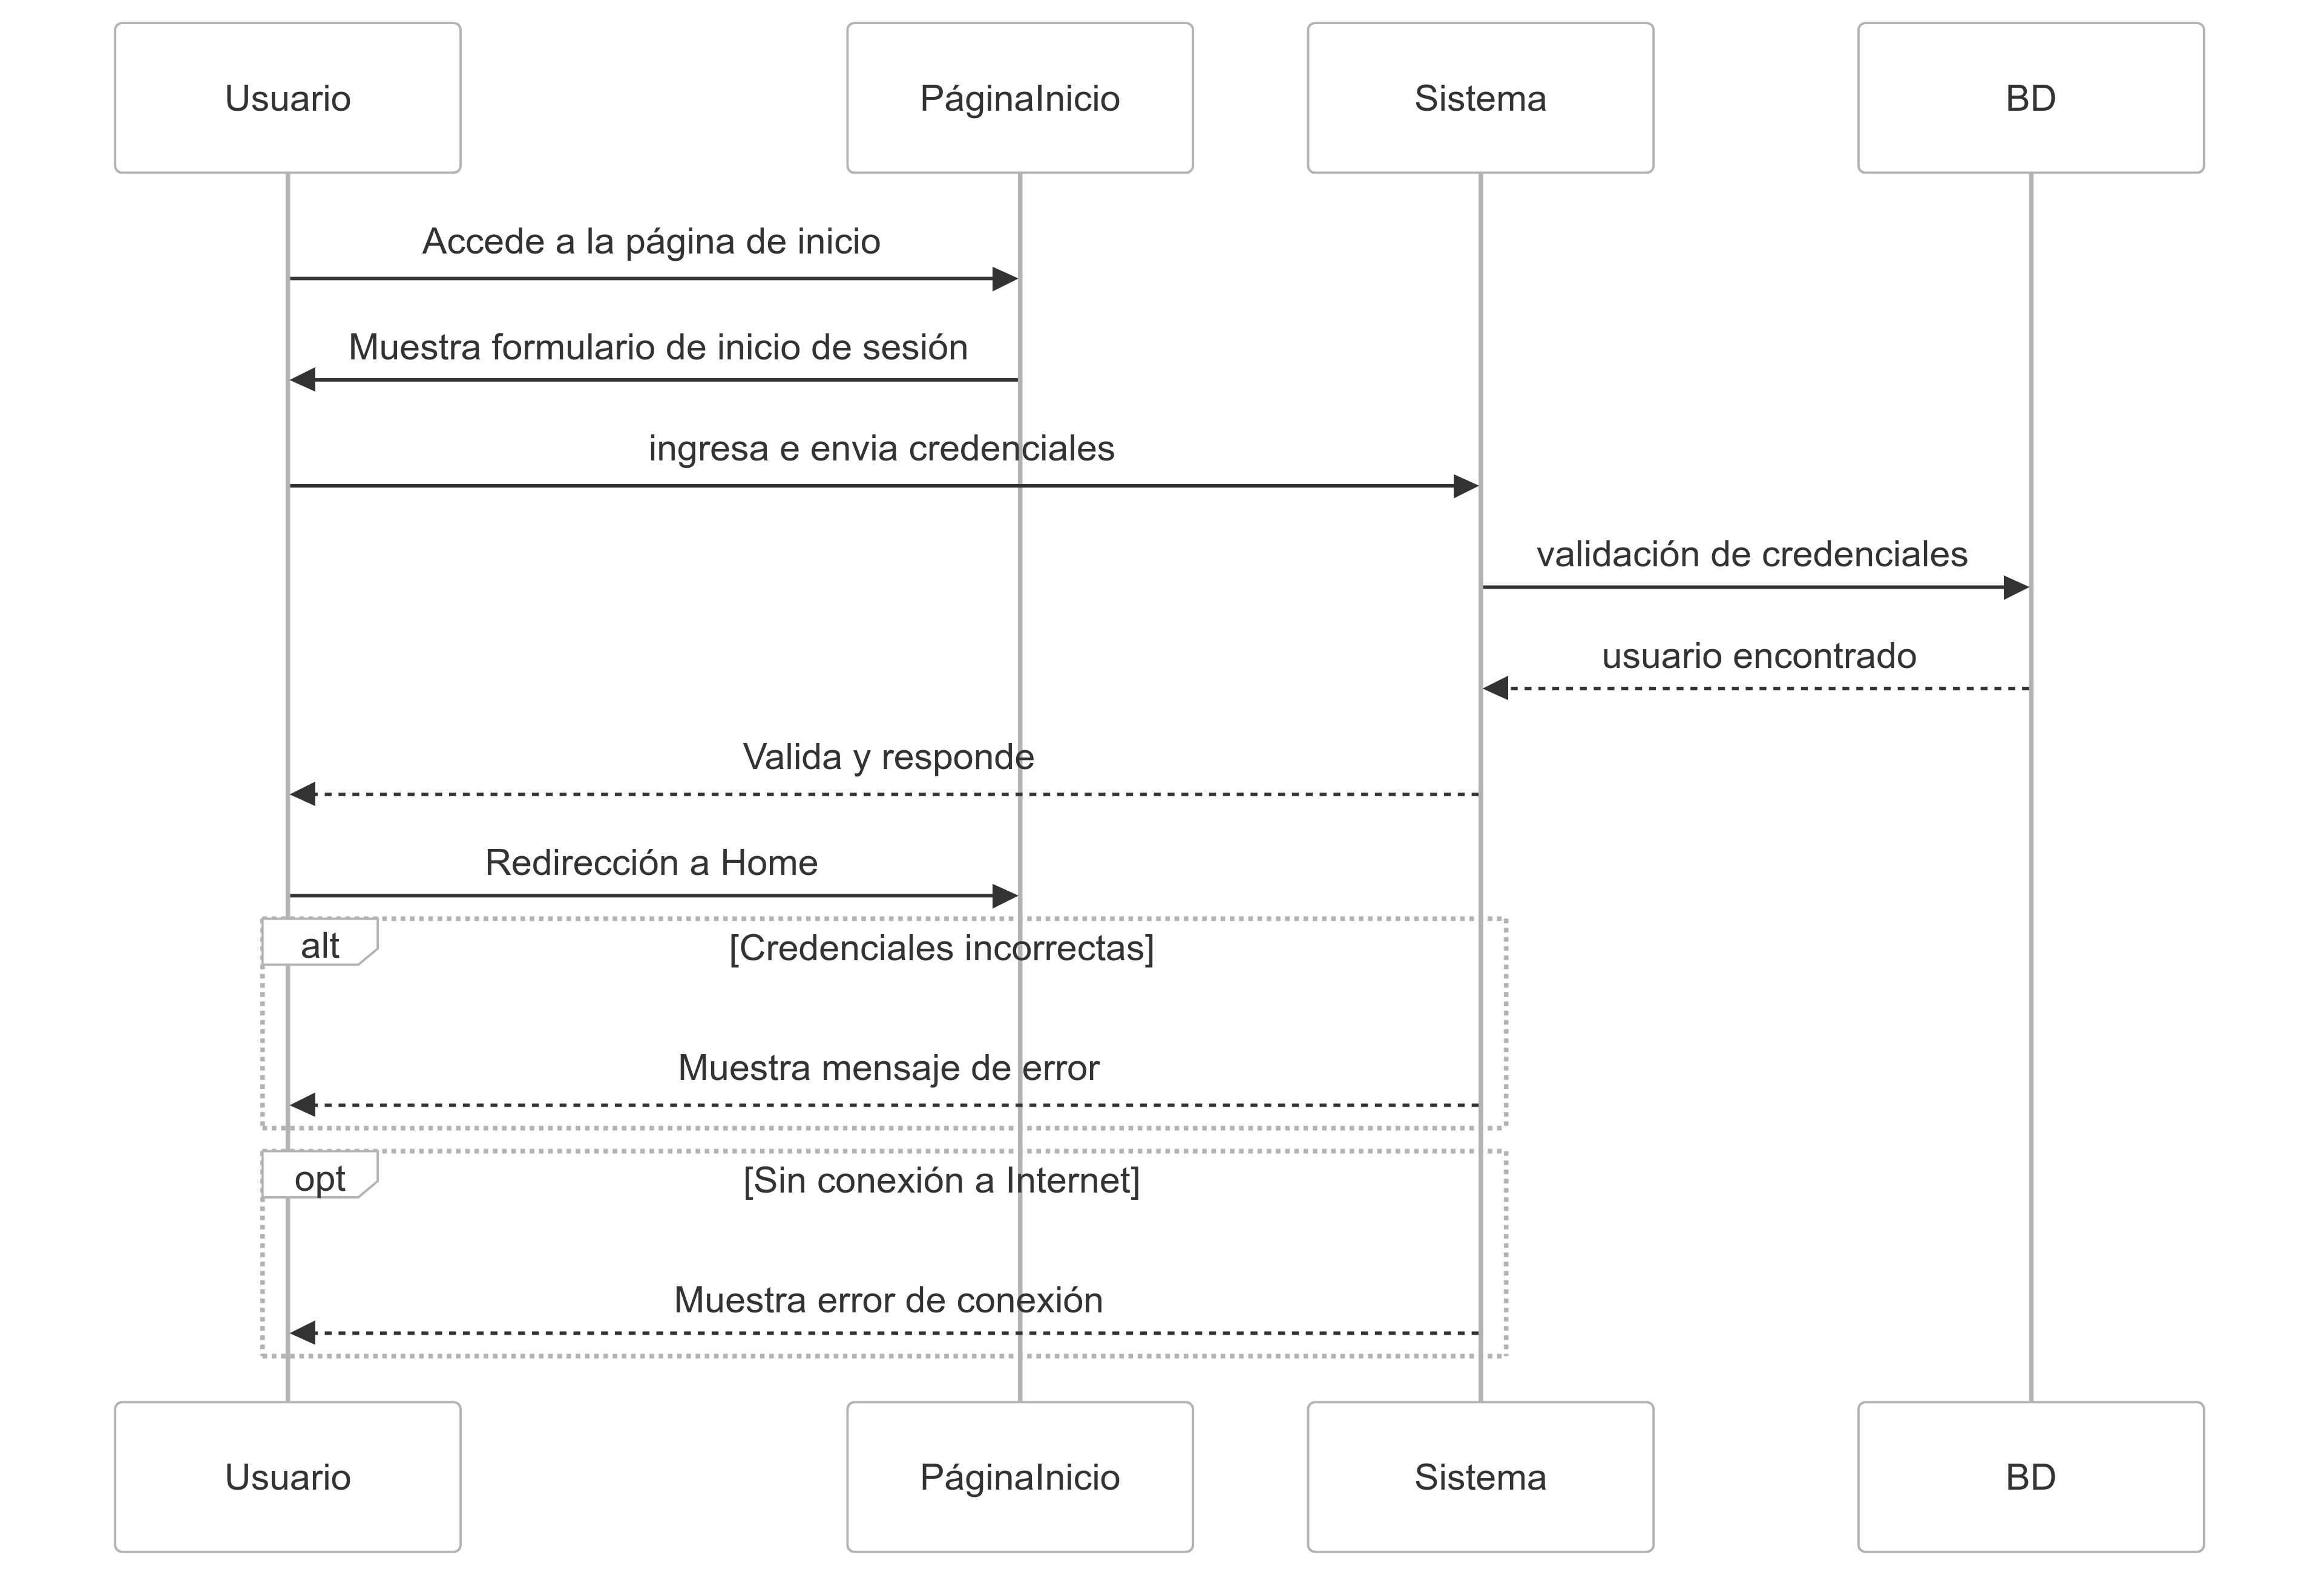 Usuario
PáginaInicio
Sistema
BD
Accede a la página de inicio
Muestra formulario de inicio de sesión
ingresa e envia credenciales
validación de credenciales
usuario encontrado
Valida y responde
Redirección a Home
alt
[Credenciales incorrectas]
Muestra mensaje de error
opt
[Sin conexión a Internet]
Muestra error de conexión
Usuario
PáginaInicio
Sistema
BD